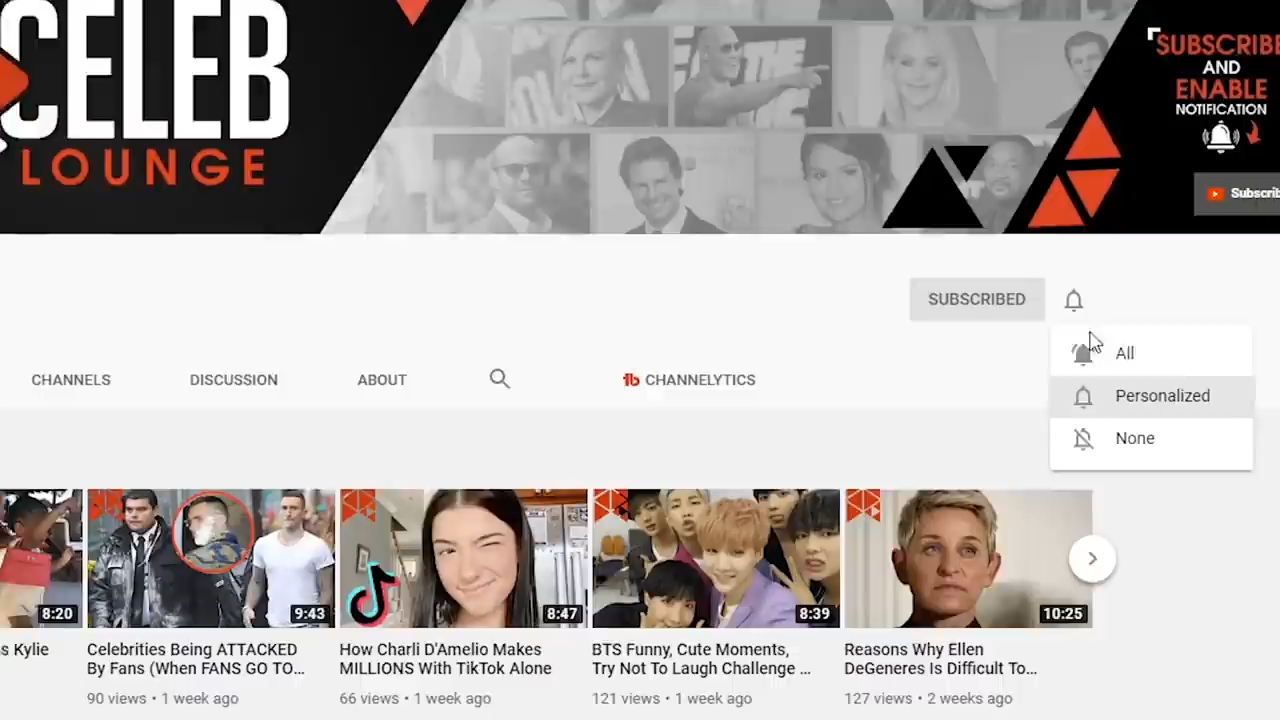 CELEB
LOUNGE
SUBSCRIBE
AND
ENABLE
NOTIFICATION
Subscrib
SUBSCRIBED
All
Personalized
None
CHANNELS
DISCUSSION
ABOUT
CHANNELYTICS
8:20
9:43
8:47
8:39
10:25
s Kylie
Celebrities Being ATTACKED
By Fans (When FANS GO TO...
90 views • 1 week ago
How Charli D'Amelio Makes
MILLIONS With TikTok Alone
66 views • 1 week ago
BTS Funny, Cute Moments,
Try Not To Laugh Challenge ...
121 views • 1 week ago
Reasons Why Ellen
DeGeneres Is Difficult To...
127 views • 2 weeks ago